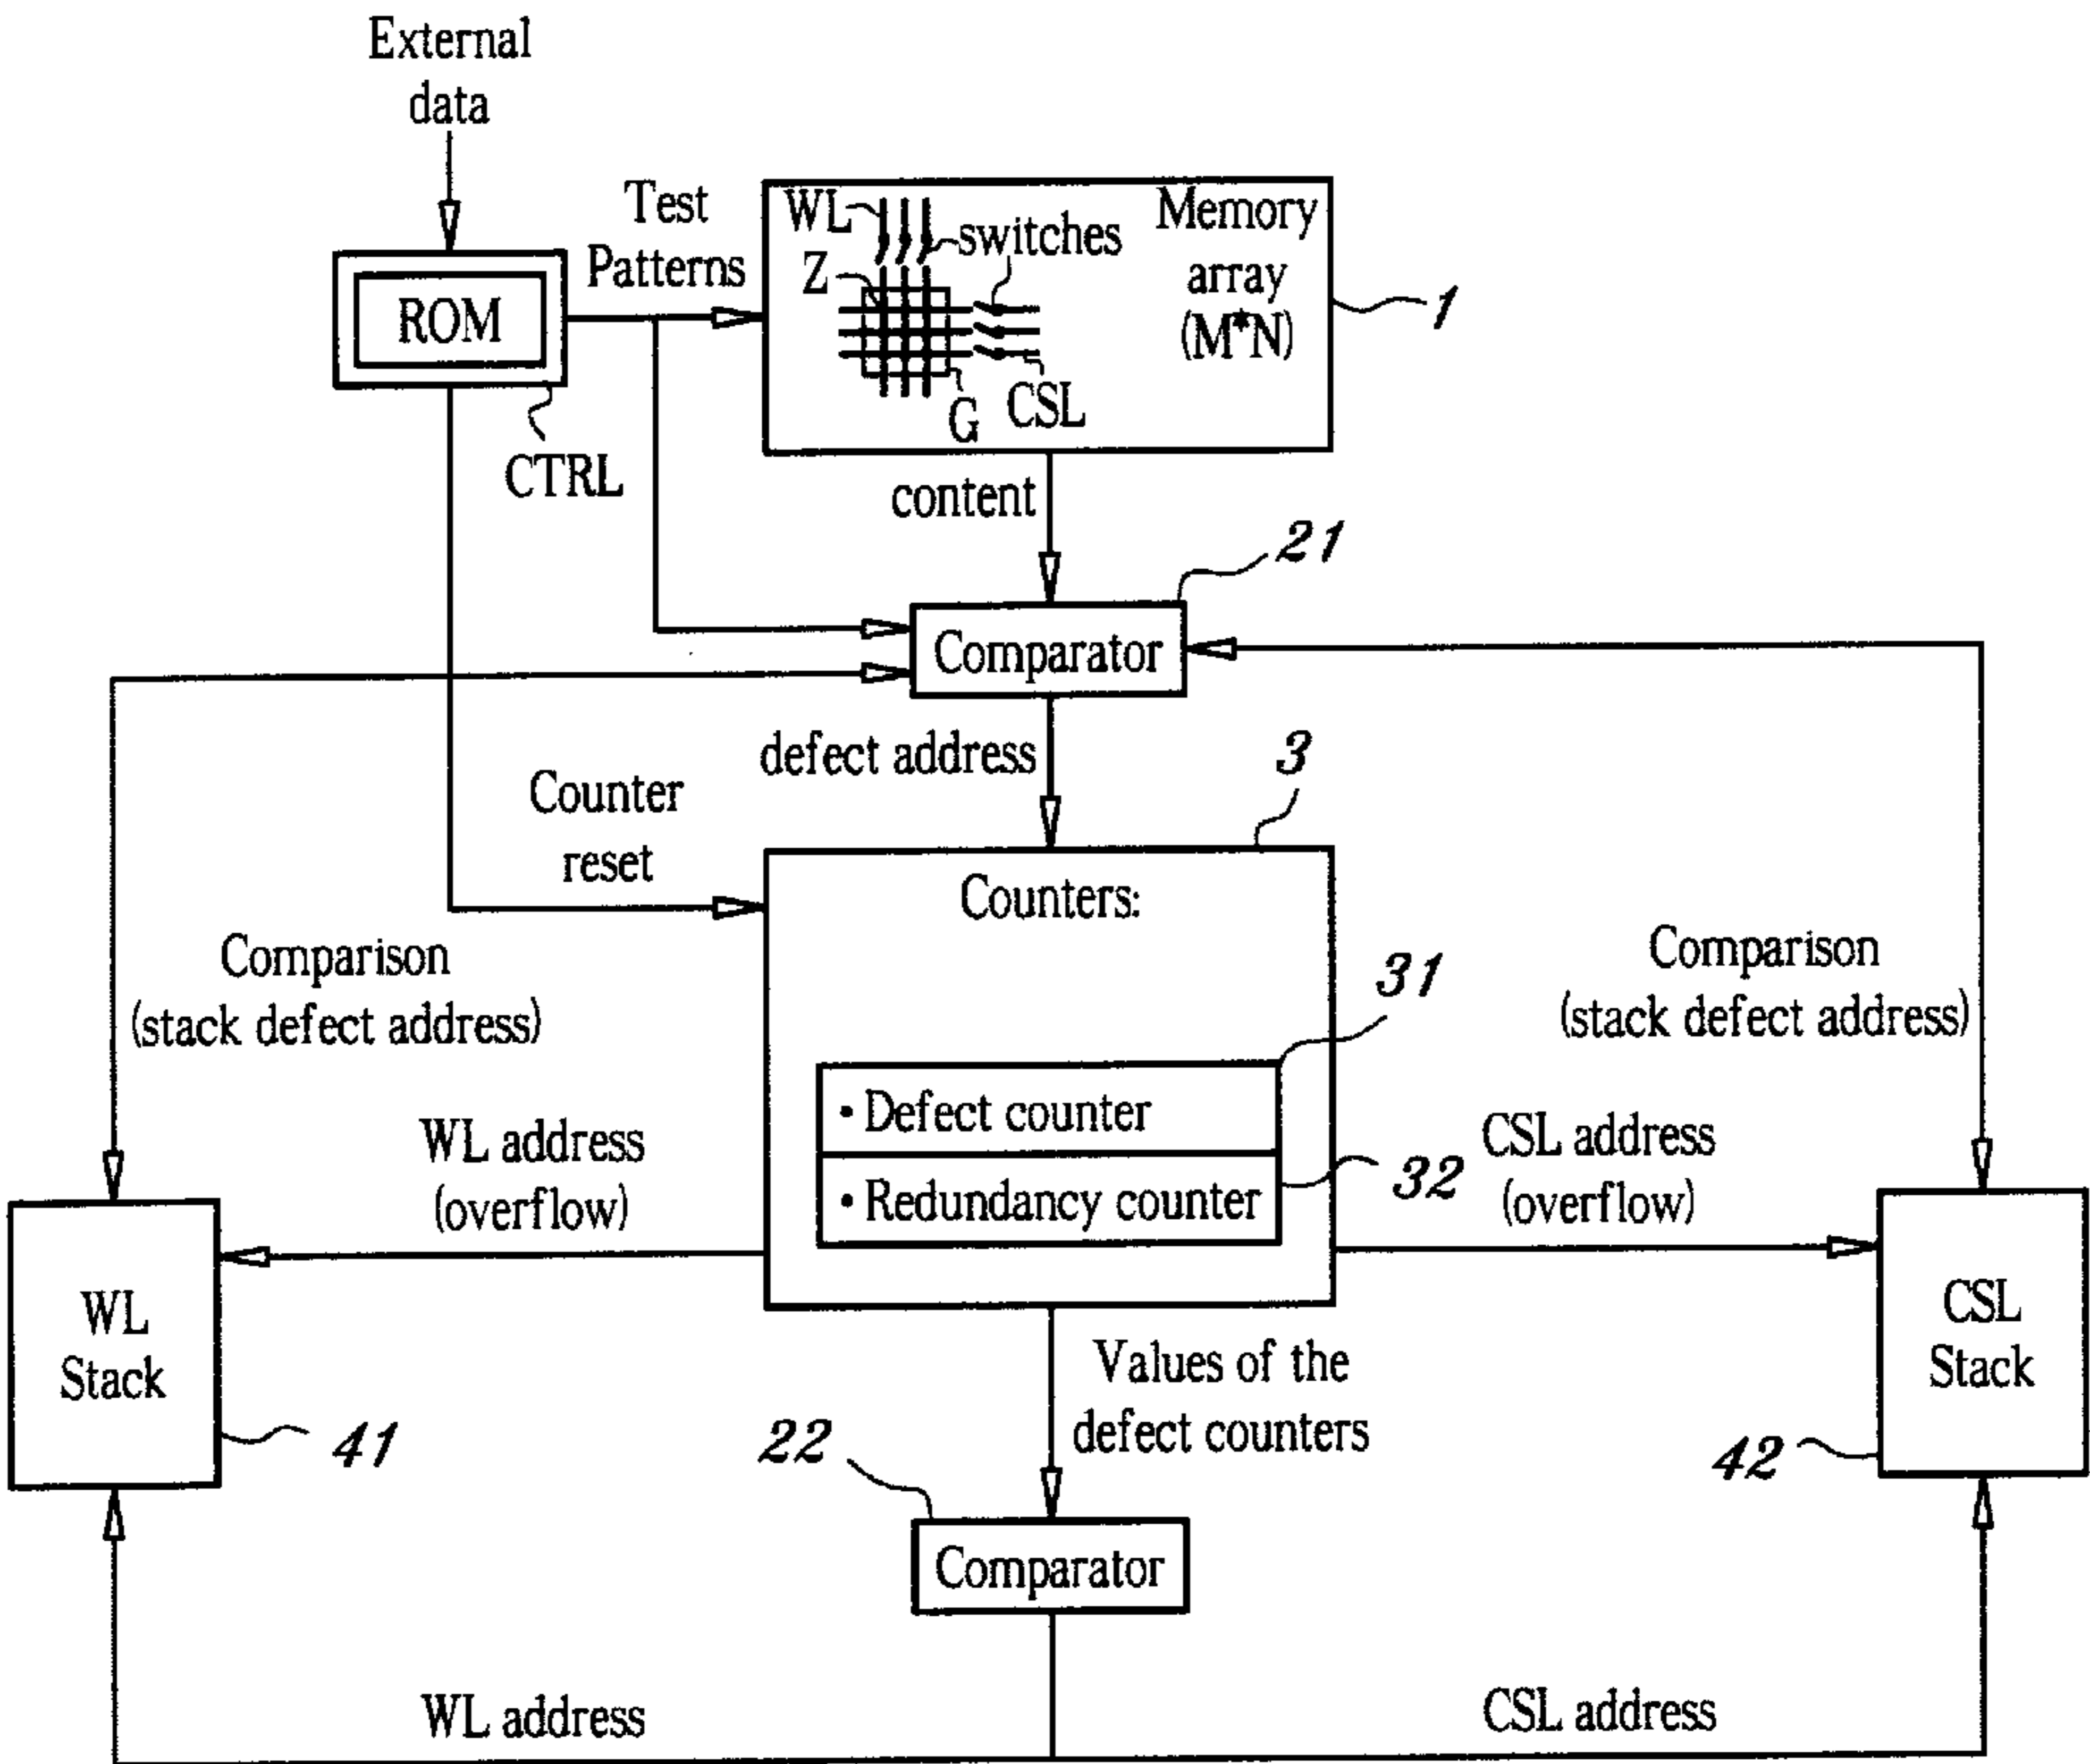 External
data
Test
Patterns
WL
switches
Memory
array
(M*N)
Z
1
ROM
G
CSL
CTRL
content
21
Comparator
defect address
3
Counter
reset
Counters:
Comparison
(stack defect address)
Comparison
(stack defect address)
31
• Defect counter
32
• Redundancy counter
WL address
(overflow)
CSL address
(overflow)
WL
Stack
CSL
Stack
Values of the
defect counters
41
22
42
Comparator
WL address
CSL address